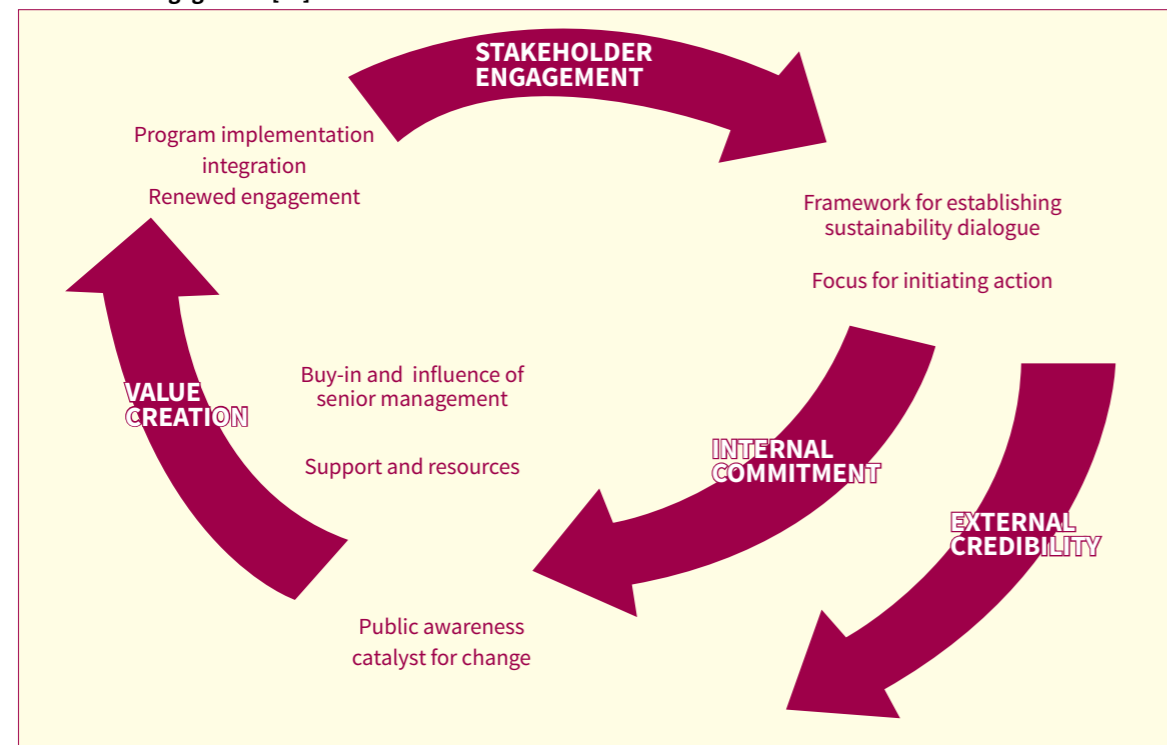 STAKEHOLDER
ENGAGEMENT
Program implementation
integration
Renewed engagement
Framework for establishing
sustainability dialogue
Focus for initiating action
Buy-in and influence of
senior management
VALUE
CREATION
Support and resources
INTERNAL
COMMITMENT
EXTERNAL
CREDIBILITY
Public awareness
catalyst for change